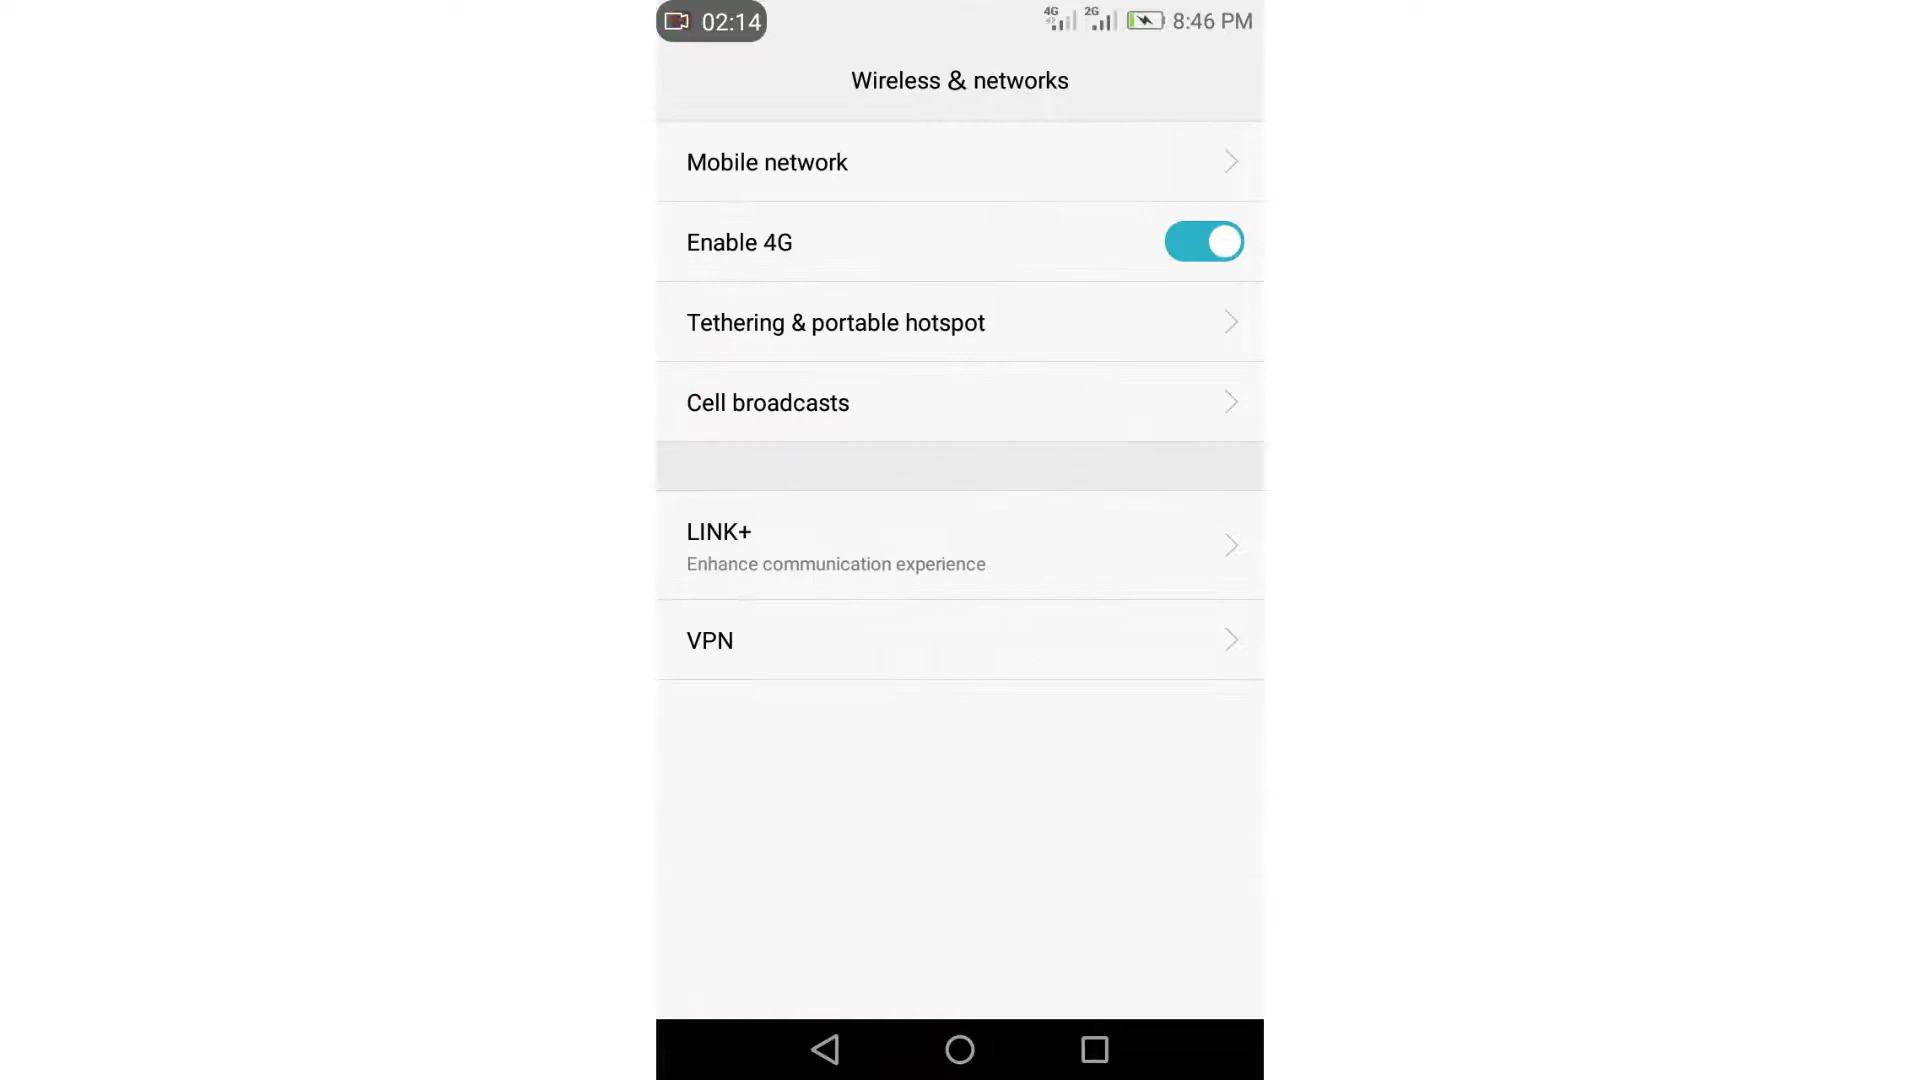 02:14
4G 2G 8:46 PM
Wireless & networks
Mobile network
Enable 4G
Tethering & portable hotspot
Cell broadcasts
LINK+
Enhance communication experience
VPN